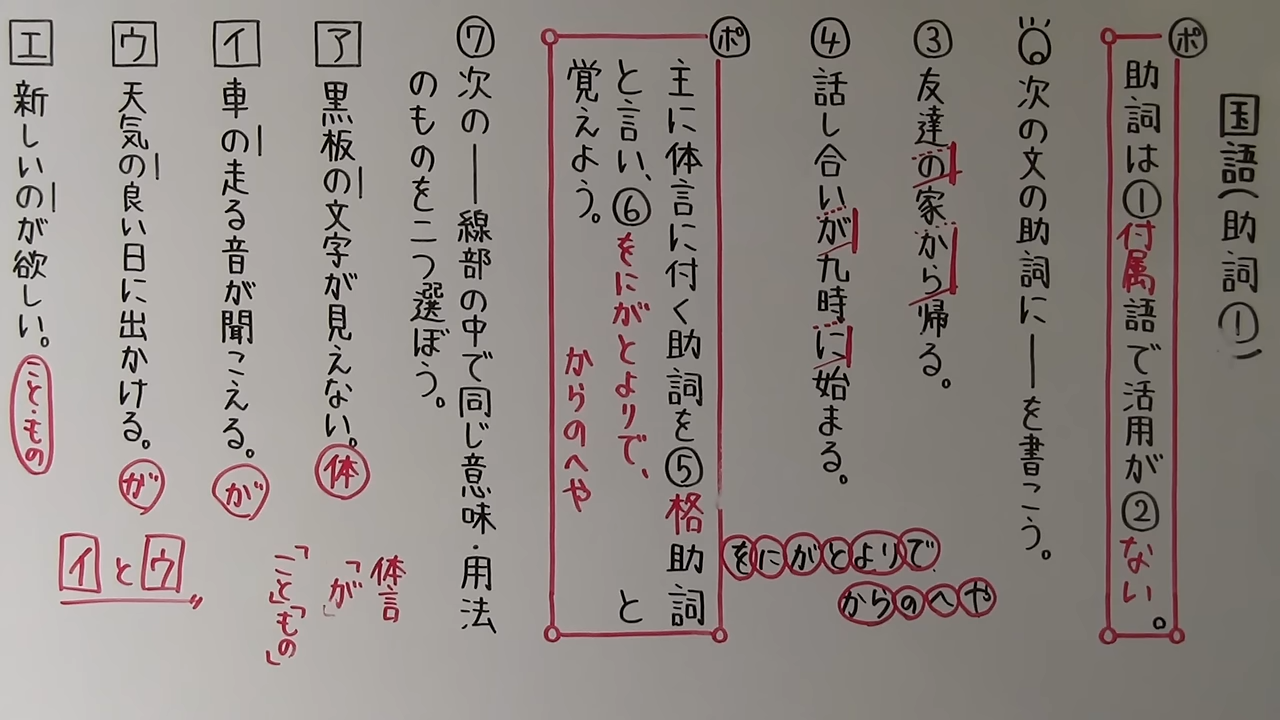 国語(助詞①)
ポ
助詞は①付属語で活用が②ない。
次の文の助詞に——を書こう。
③友達の家から帰る。
④話し合いが九時に始まる。
をにがとよりで
からのへや
ポ
主に体言に付く助詞を⑤格助詞
と言い、⑥をにがとよりで、からのへや と
覚えよう。
⑦次の——線部の中で同じ意味・用法
のものを二つ選ぼう。
ア 黒板の文字が見えない。体
イ 車の走る音が聞こえる。が
ウ 天気の良い日に出かける。が
エ 新しいのが欲しい。こと・もの
体言
「が」
「こと」「もの」
イとウ